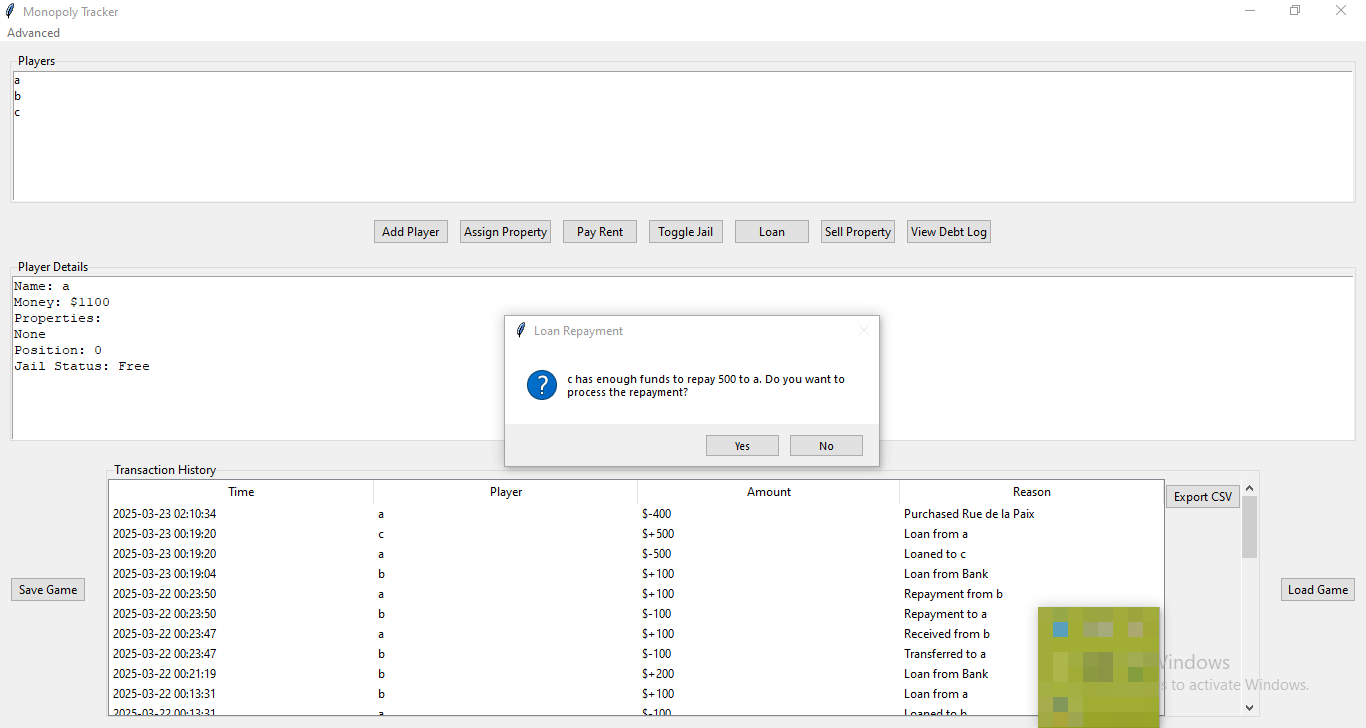 Monopoly Tracker
Advanced
Players
a
b
c
Add Player Assign Property Pay Rent Toggle Jail Loan Sell Property View Debt Log
Player Details
Name: a
Money: $1100
Properties:
None
Position: 0
Jail Status: Free
Loan Repayment
c has enough funds to repay 500 to a. Do you want to
process the repayment?
Yes No
Transaction History
Time Player Amount Reason
Export CSV
2025-03-23 02:10:34 a $-400 Purchased Rue de la Paix
2025-03-23 00:19:20 c $+500 Loan from a
2025-03-23 00:19:20 a $-500 Loaned to c
2025-03-23 00:19:04 b $+100 Loan from Bank
2025-03-22 00:23:50 a $+100 Repayment from b
2025-03-22 00:23:50 b $-100 Repayment to a
2025-03-22 00:23:47 a $+100 Received from b
2025-03-22 00:23:47 b $-100 Transferred to a
2025-03-22 00:21:19 b $+200 Loan from Bank
2025-03-22 00:13:31 b $+100 Loan from a
2025-03-22 00:13:31 a $-100 Loaned to b
Save Game
Load Game
Windows
s to activate Windows.